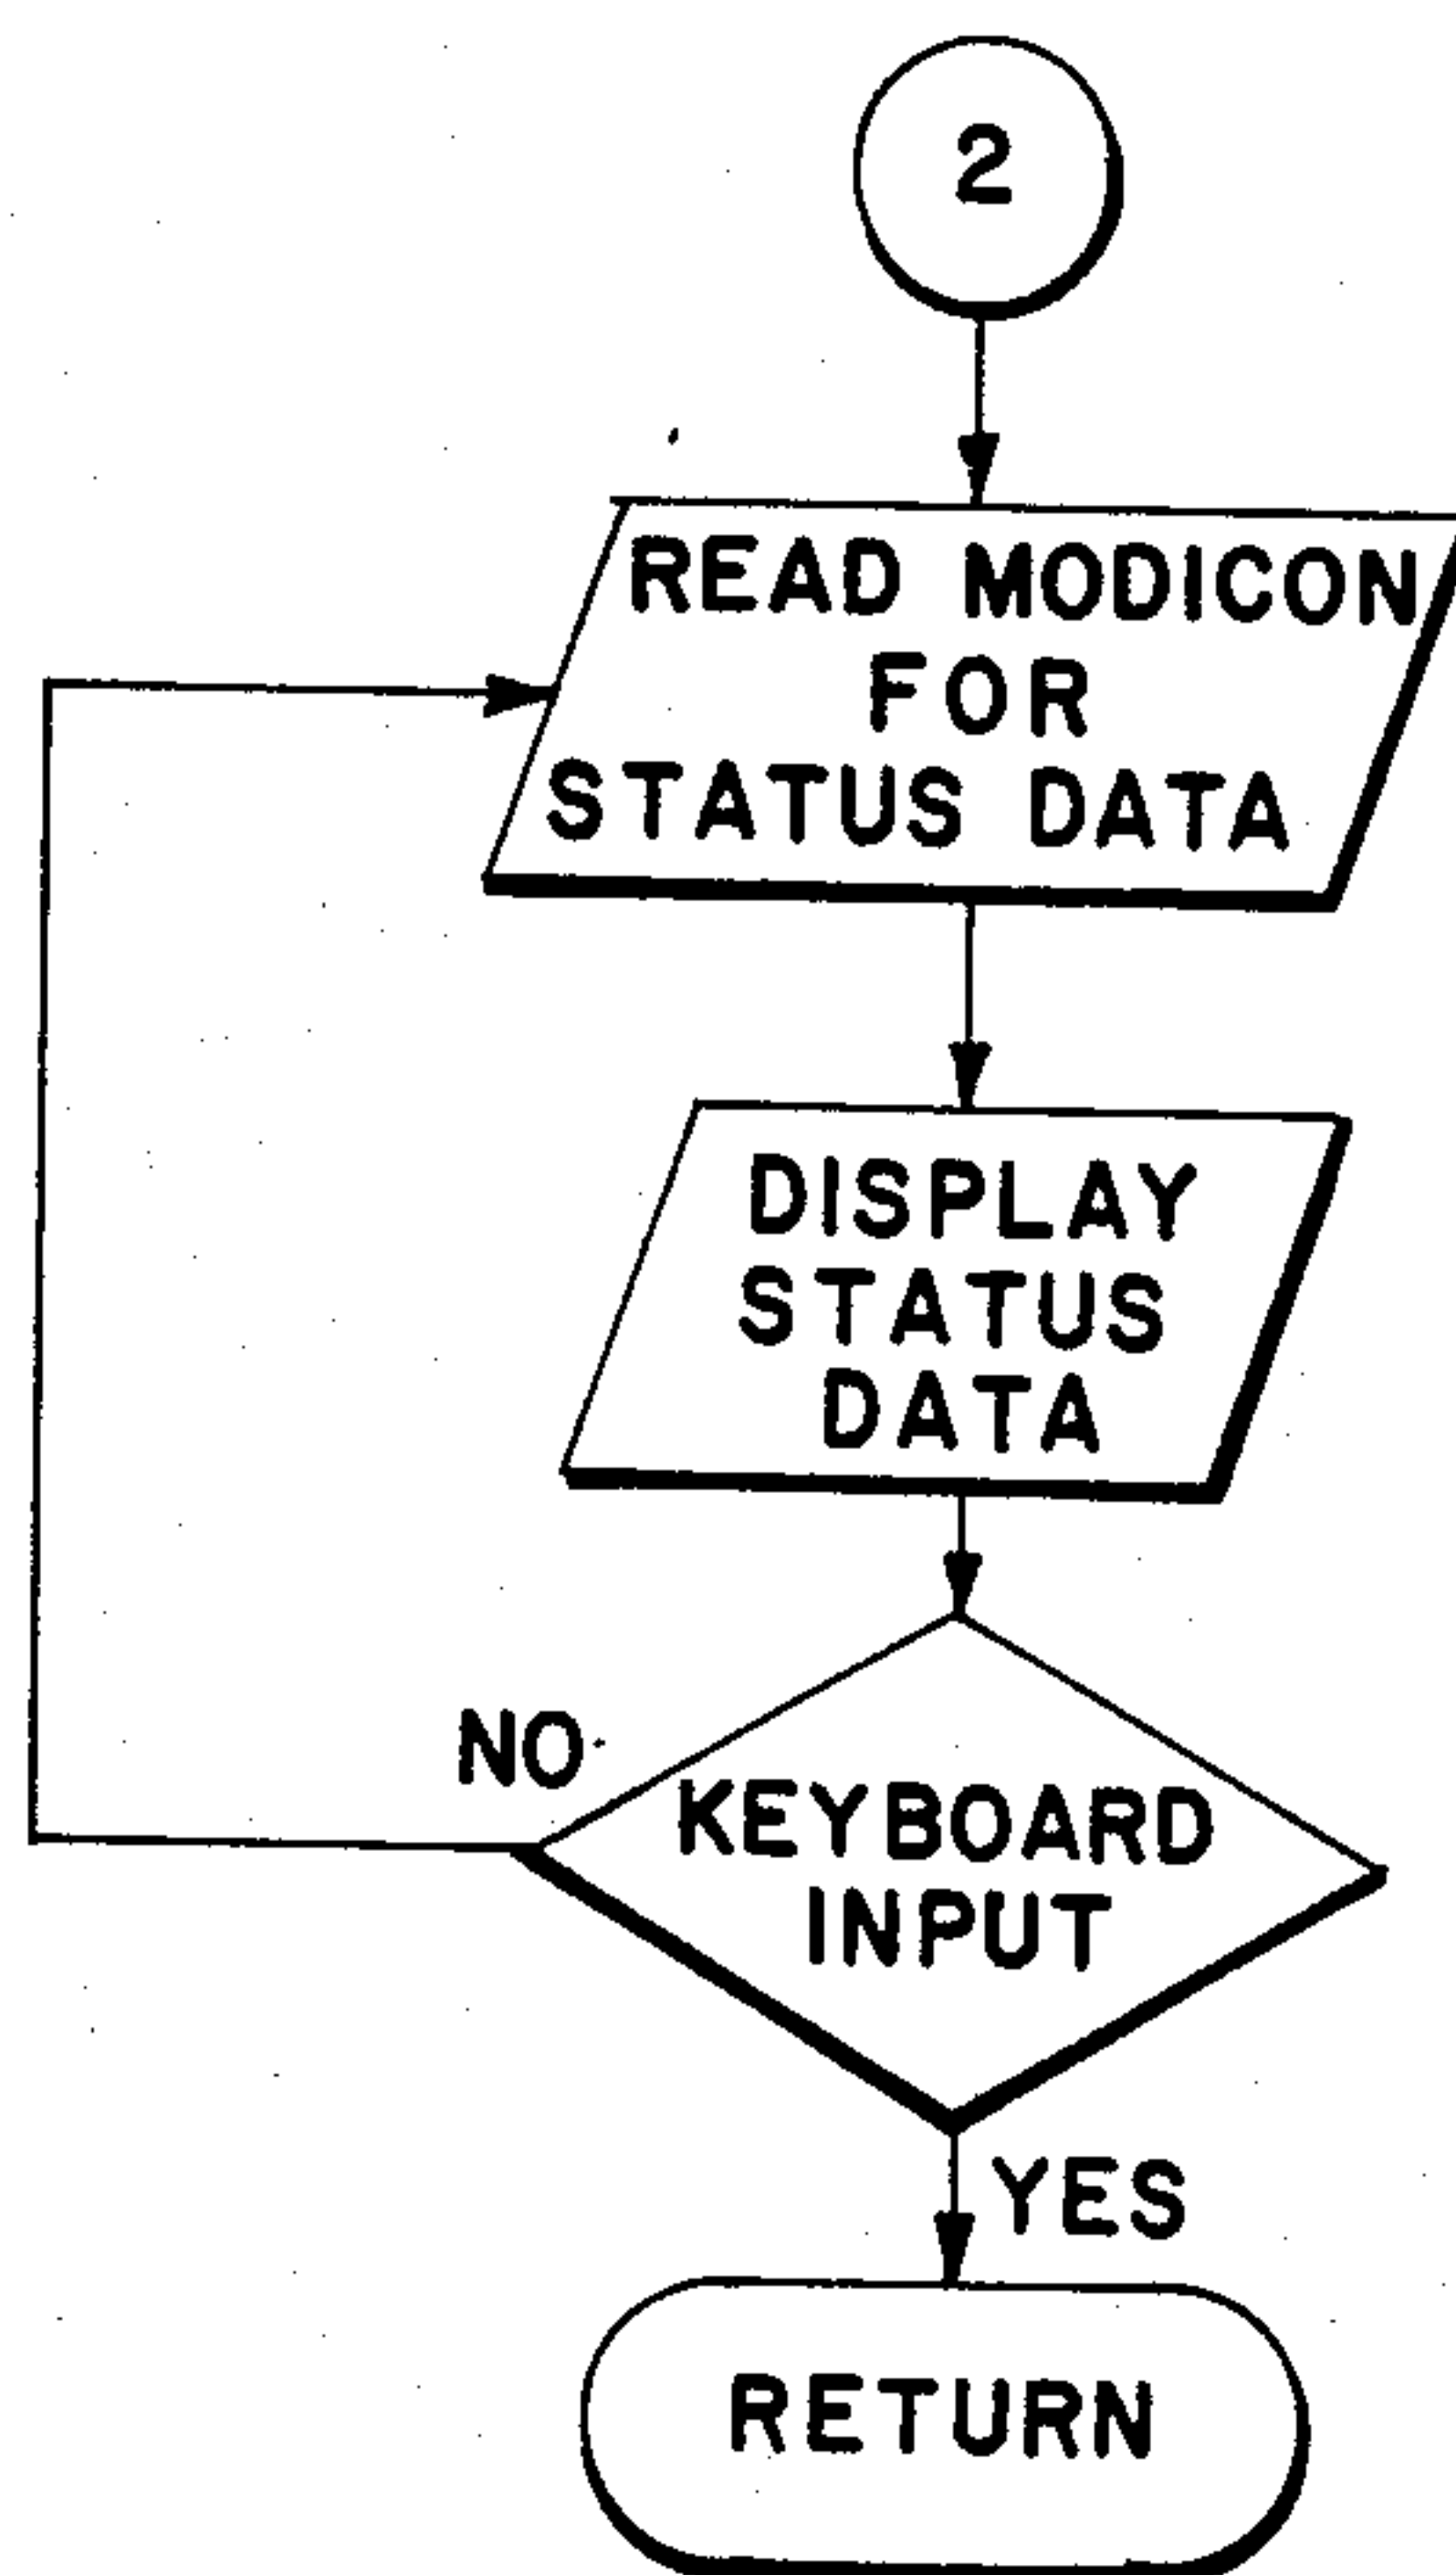 2
READ MODICON
FOR
STATUS DATA
DISPLAY
STATUS
DATA
NO
KEYBOARD
INPUT
YES
RETURN